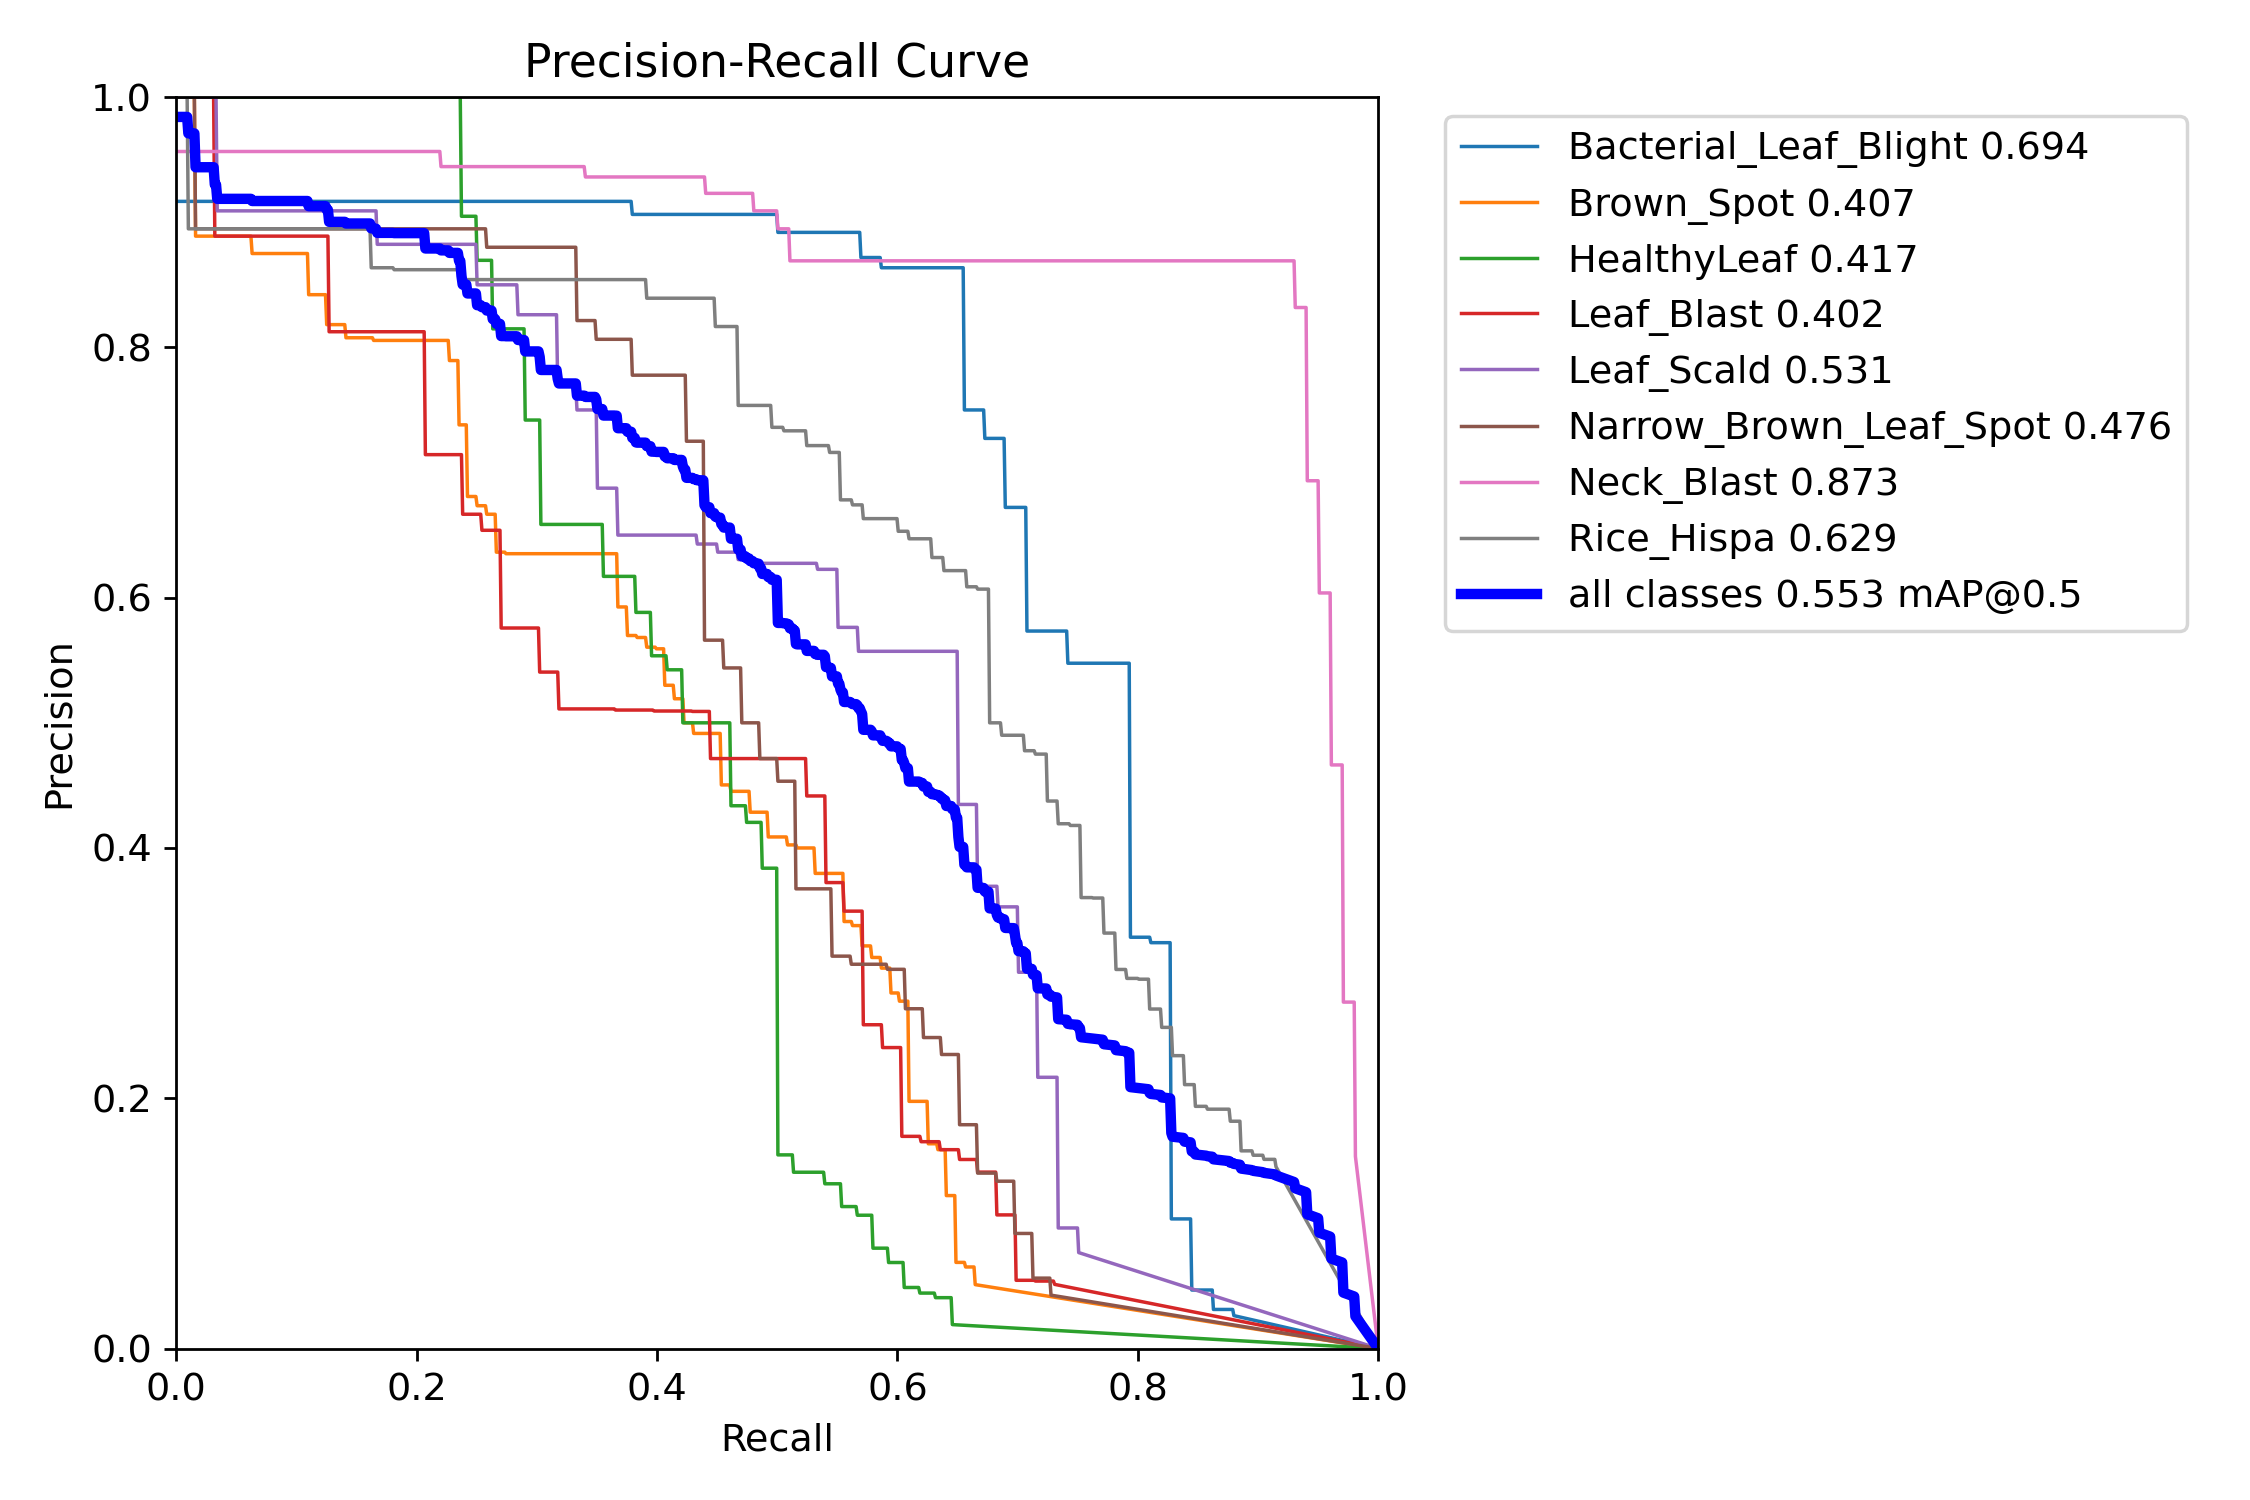 Precision-Recall Curve
1.0
0.8
0.6
0.4
0.2
0.0
Precision
0.0 0.2 0.4 0.6 0.8 1.0
Recall
Bacterial_Leaf_Blight 0.694
Brown_Spot 0.407
HealthyLeaf 0.417
Leaf_Blast 0.402
Leaf_Scald 0.531
Narrow_Brown_Leaf_Spot 0.476
Neck_Blast 0.873
Rice_Hispa 0.629
all classes 0.553 mAP@0.5